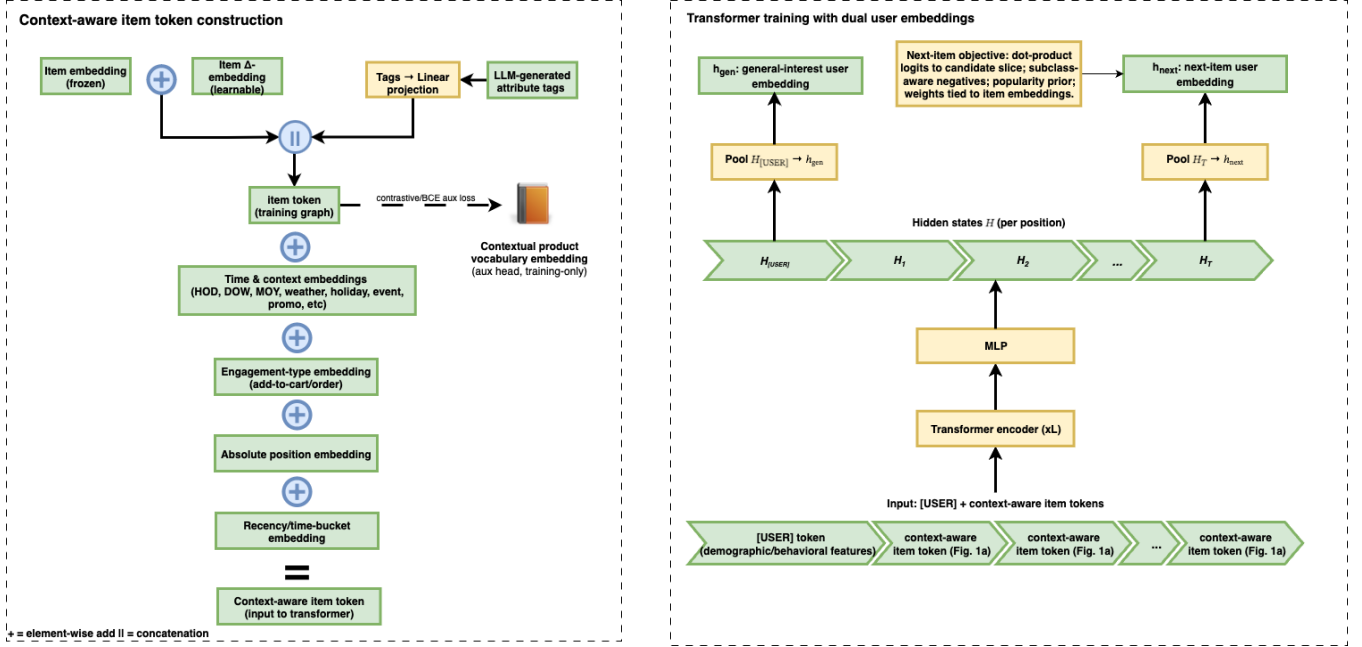 Context-aware item token construction
Item embedding
(frozen)
+
Item Δ-
embedding
(learnable)
Tags → Linear
projection
LLM-generated
attribute tags
||
item token
(training graph)
contrastive/BCE aux loss
Contextual product
vocabulary embedding
(aux head, training-only)
+
Time & context embeddings
(HOD, DOW, MOY, weather, holiday, event,
promo, etc)
+
Engagement-type embedding
(add-to-cart/order)
+
Absolute position embedding
+
Recency/time-bucket
embedding
=
Context-aware item token
(input to transformer)
+ = element-wise add || = concatenation
Transformer training with dual user embeddings
h_gen: general-interest user
embedding
Next-item objective: dot-product
logits to candidate slice; subclass-
aware negatives; popularity prior;
weights tied to item embeddings.
h_next: next-item user
embedding
Pool H_[USER] → h_gen
Pool H_T → h_next
Hidden states H (per position)
H_[USER]
H_1
H_2
...
H_T
MLP
Transformer encoder (xL)
Input: [USER] + context-aware item tokens
[USER] token
(demographic/behavioral features)
context-aware
item token (Fig. 1a)
context-aware
item token (Fig. 1a)
...
context-aware
item token (Fig. 1a)